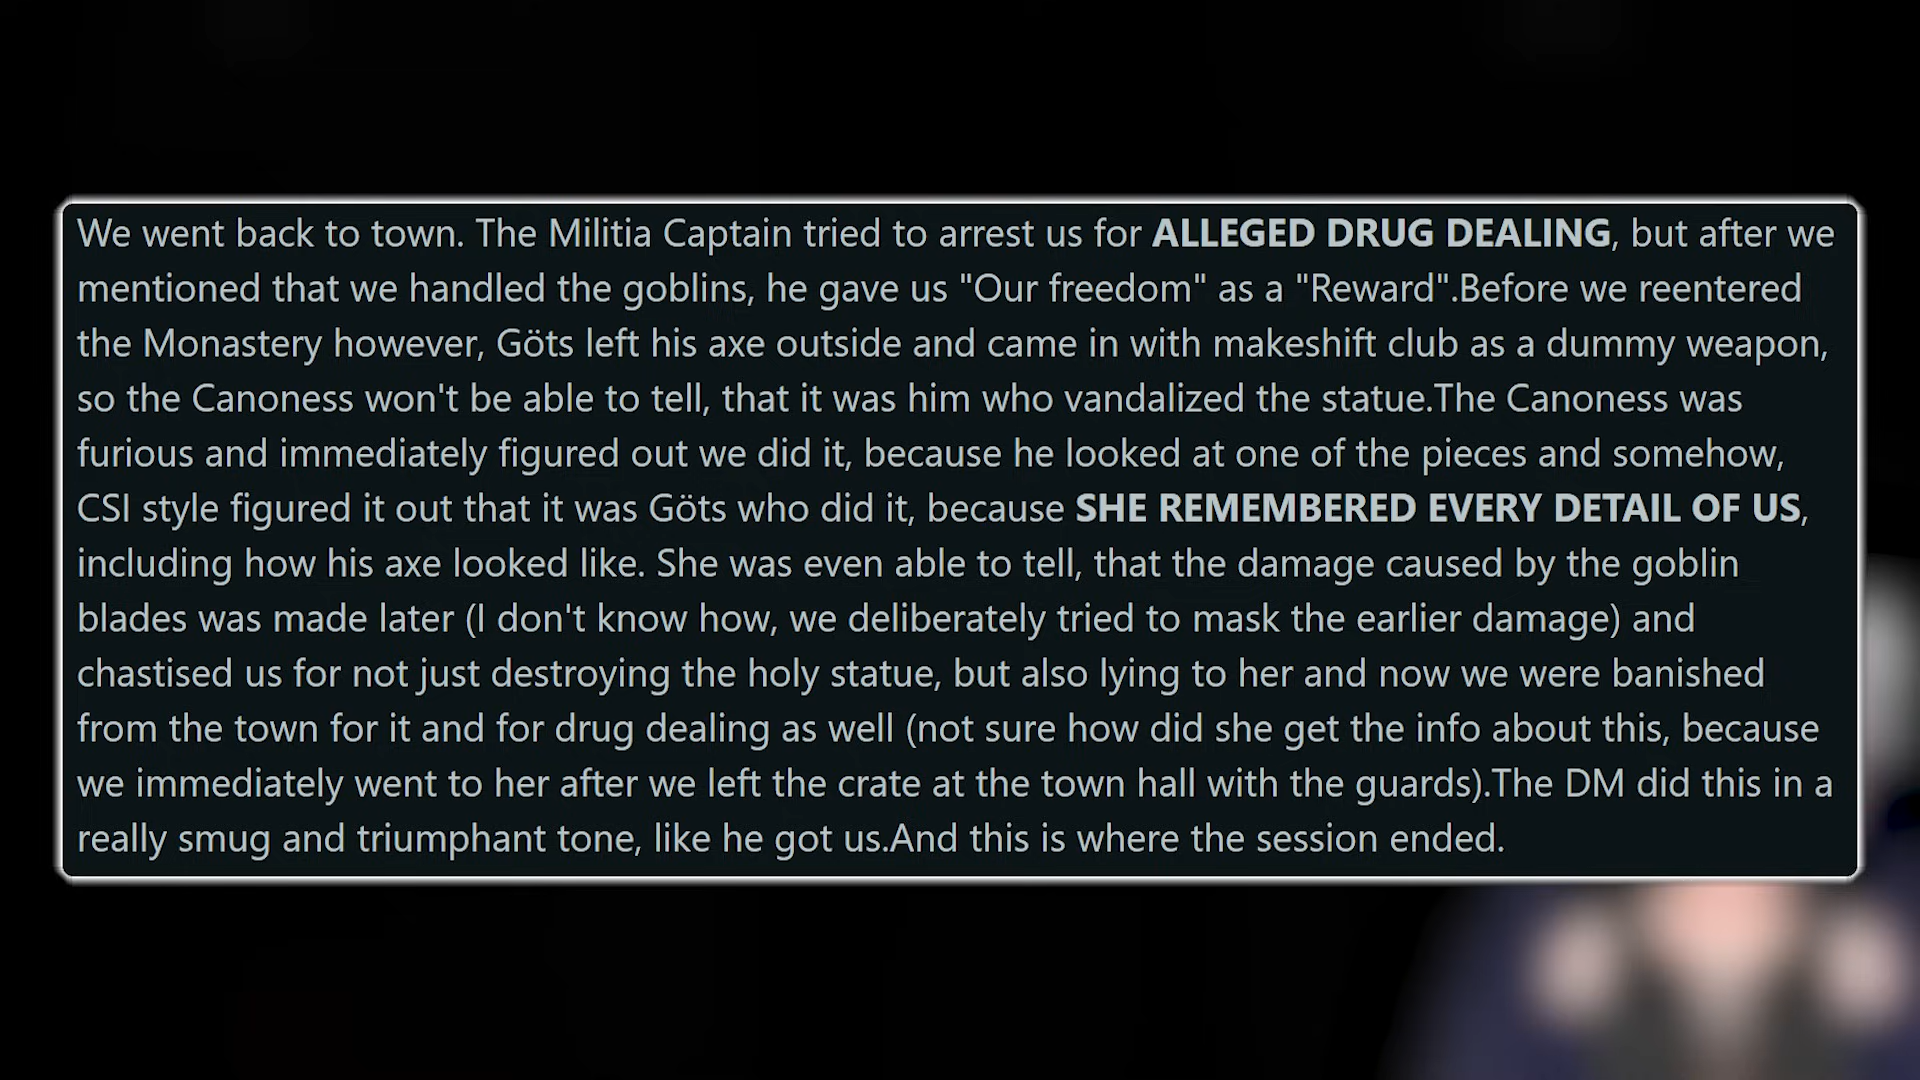 We went back to town. The Militia Captain tried to arrest us for ALLEGED DRUG DEALING, but after we
mentioned that we handled the goblins, he gave us "Our freedom" as a "Reward".Before we reentered
the Monastery however, Göts left his axe outside and came in with makeshift club as a dummy weapon,
so the Canoness won't be able to tell, that it was him who vandalized the statue.The Canoness was
furious and immediately figured out we did it, because he looked at one of the pieces and somehow,
CSI style figured it out that it was Göts who did it, because SHE REMEMBERED EVERY DETAIL OF US,
including how his axe looked like. She was even able to tell, that the damage caused by the goblin
blades was made later (I don't know how, we deliberately tried to mask the earlier damage) and
chastised us for not just destroying the holy statue, but also lying to her and now we were banished
from the town for it and for drug dealing as well (not sure how did she get the info about this, because
we immediately went to her after we left the crate at the town hall with the guards).The DM did this in a
really smug and triumphant tone, like he got us.And this is where the session ended.